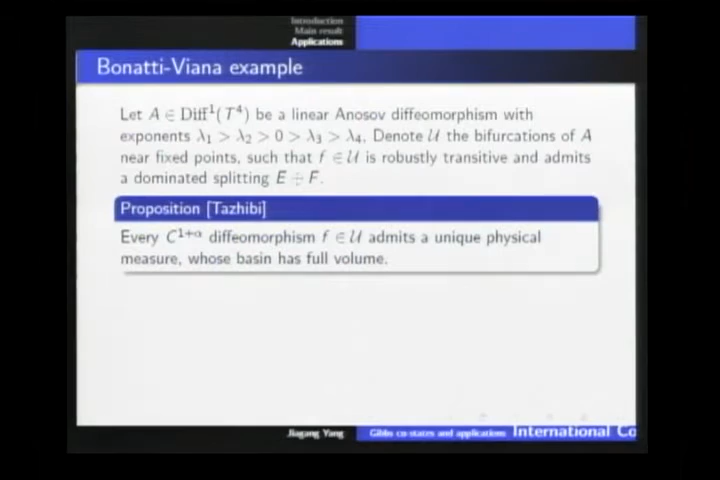 Introduction
Main result
Applications
Bonatti-Viana example
Let A ∈ Diff¹(T⁴) be a linear Anosov diffeomorphism with
exponents λ₁ > λ₂ > 0 > λ₃ > λ₄. Denote 𝒰 the bifurcations of A
near fixed points, such that f ∈ 𝒰 is robustly transitive and admits
a dominated splitting E ∔ F.
Proposition [Tazhibi]
Every C¹⁺ᵅ diffeomorphism f ∈ 𝒰 admits a unique physical
measure, whose basin has full volume.
Jiagang Yang
Gibbs cu-states and applications
International Co